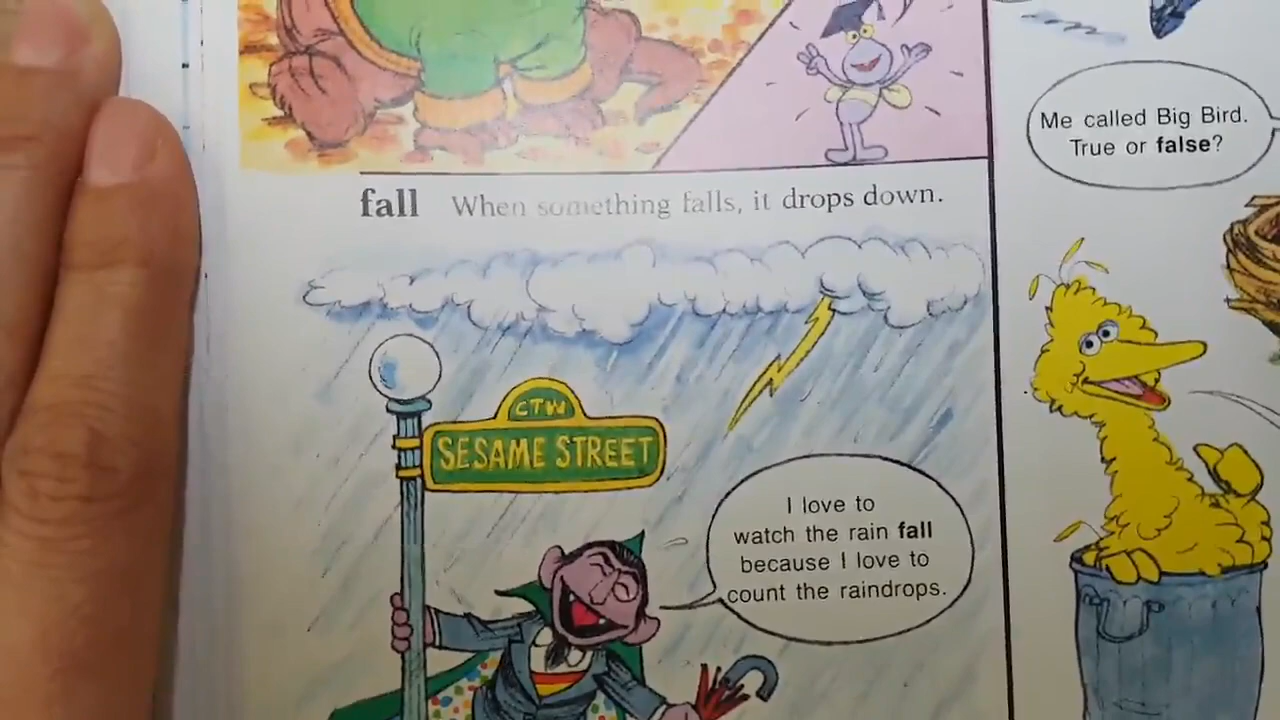 fall When something falls, it drops down.
CTW
SESAME STREET
I love to
watch the rain fall
because I love to
count the raindrops.
Me called Big Bird.
True or false?